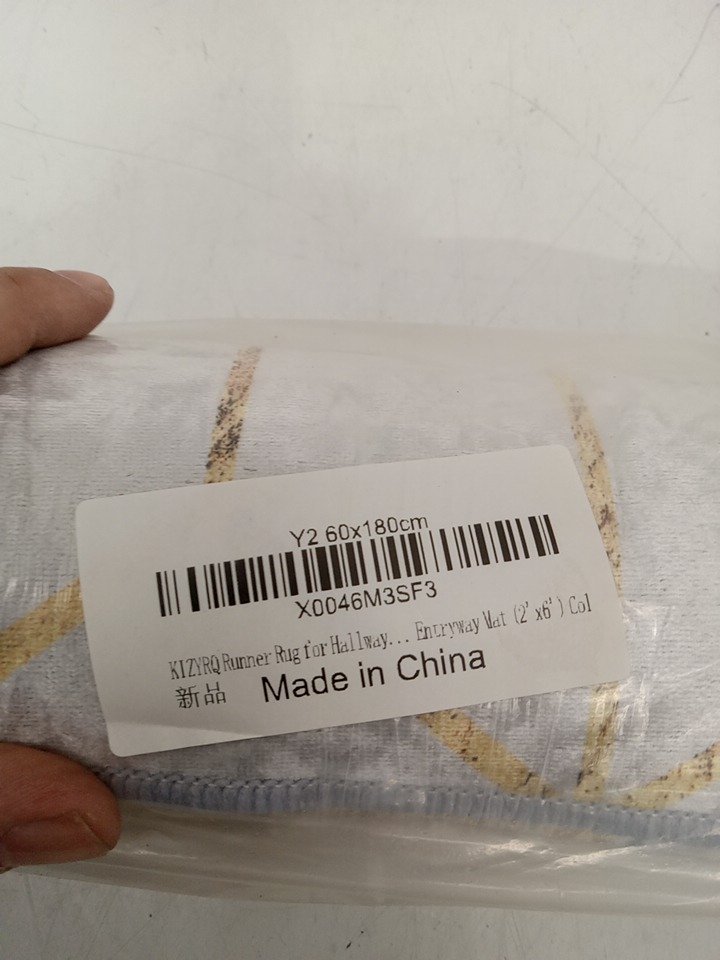 Y2 60x180cm
X0046M3SF3
KIZYRQ Runner Rug for Hallway... Entryway Mat (2'x6') Col
新品 Made in China